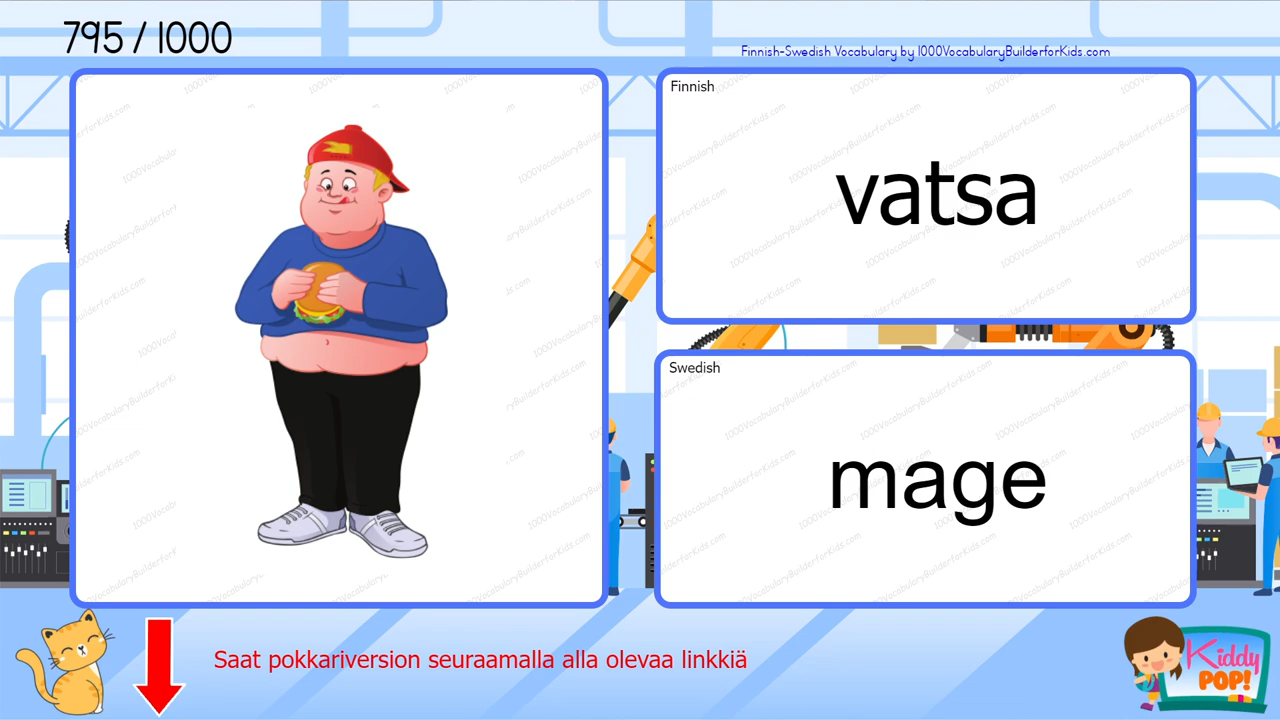 795 / 1000
Finnish-Swedish Vocabulary by 1000VocabularyBuilderforKids.com
Finnish
vatsa
Swedish
mage
Saat pokkariversion seuraamalla alla olevaa linkkiä
Kiddy
POP!